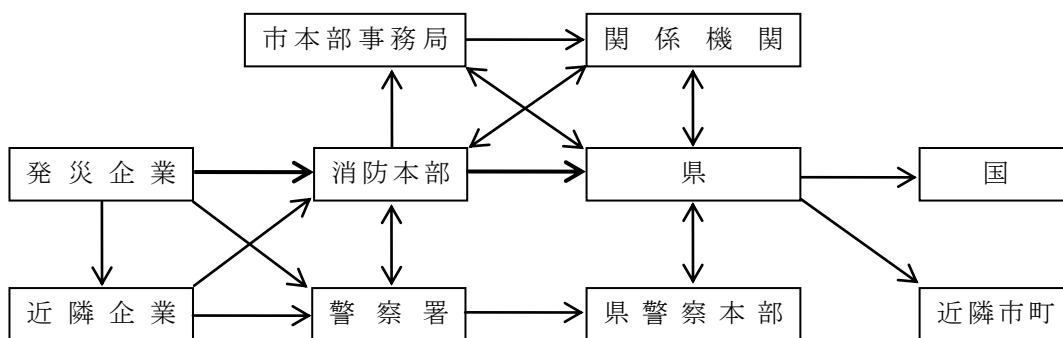 市本部事務局
関係機関
発災企業
消防本部
県
国
近隣企業
警察署
県警察本部
近隣市町